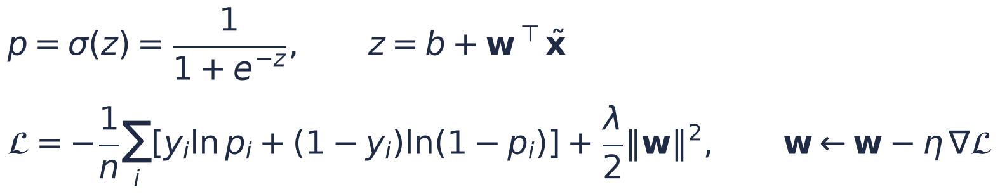 p = σ(z) = 1 / (1 + e^{−z}), z = b + w^⊤ x̃
ℒ = −(1/n) ∑_i [y_i ln p_i + (1 − y_i) ln(1 − p_i)] + (λ/2) ‖w‖², w ← w − η ∇ℒ